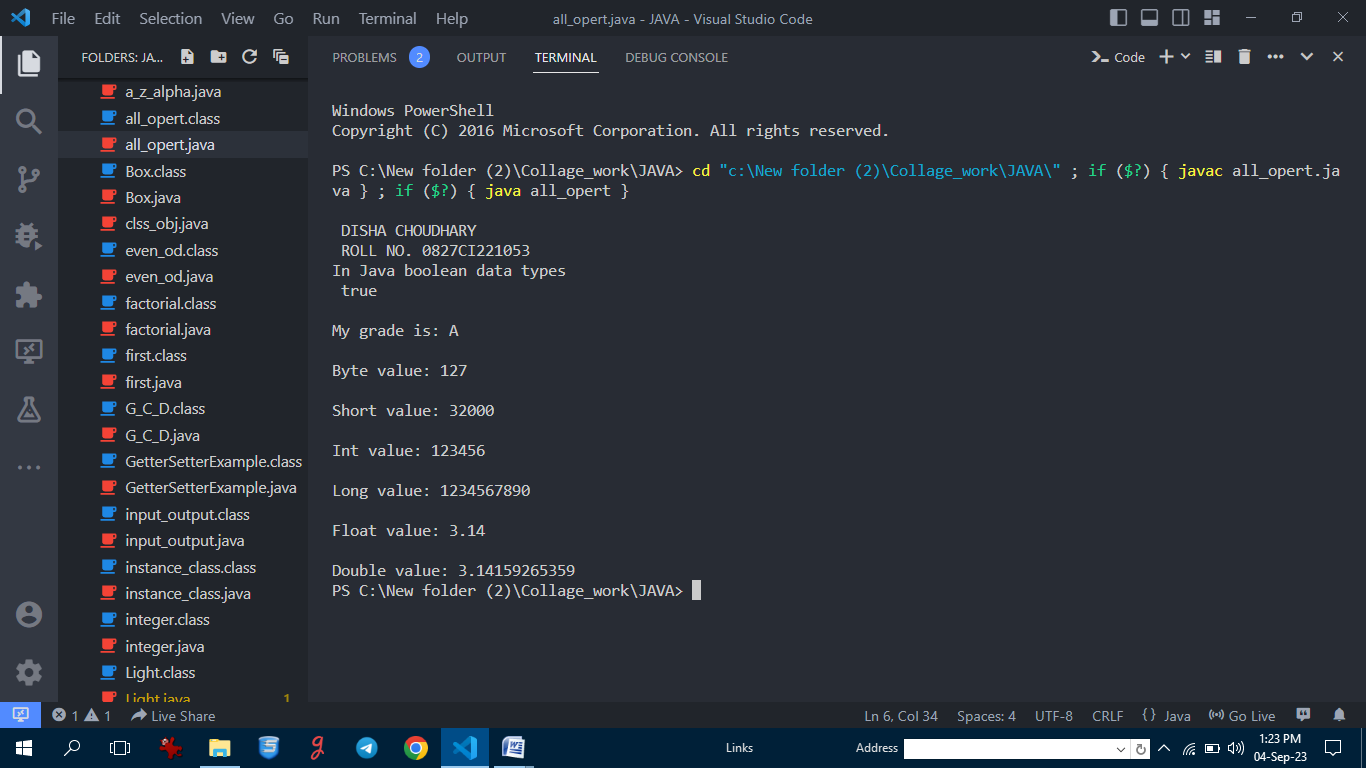 File Edit Selection View Go Run Terminal Help all_opert.java - JAVA - Visual Studio Code
FOLDERS: JA...
a_z_alpha.java
all_opert.class
all_opert.java
Box.class
Box.java
clss_obj.java
even_od.class
even_od.java
factorial.class
factorial.java
first.class
first.java
G_C_D.class
G_C_D.java
GetterSetterExample.class
GetterSetterExample.java
input_output.class
input_output.java
instance_class.class
instance_class.java
integer.class
integer.java
Light.class
Light.java 1
PROBLEMS 2 OUTPUT TERMINAL DEBUG CONSOLE Code
Windows PowerShell
Copyright (C) 2016 Microsoft Corporation. All rights reserved.
PS C:\New folder (2)\Collage_work\JAVA> cd "c:\New folder (2)\Collage_work\JAVA\" ; if ($?) { javac all_opert.ja
va } ; if ($?) { java all_opert }
DISHA CHOUDHARY
ROLL NO. 0827CI221053
In Java boolean data types
true
My grade is: A
Byte value: 127
Short value: 32000
Int value: 123456
Long value: 1234567890
Float value: 3.14
Double value: 3.14159265359
PS C:\New folder (2)\Collage_work\JAVA>
1 1 Live Share Ln 6, Col 34 Spaces: 4 UTF-8 CRLF {} Java Go Live
Links Address 1:23 PM
04-Sep-23